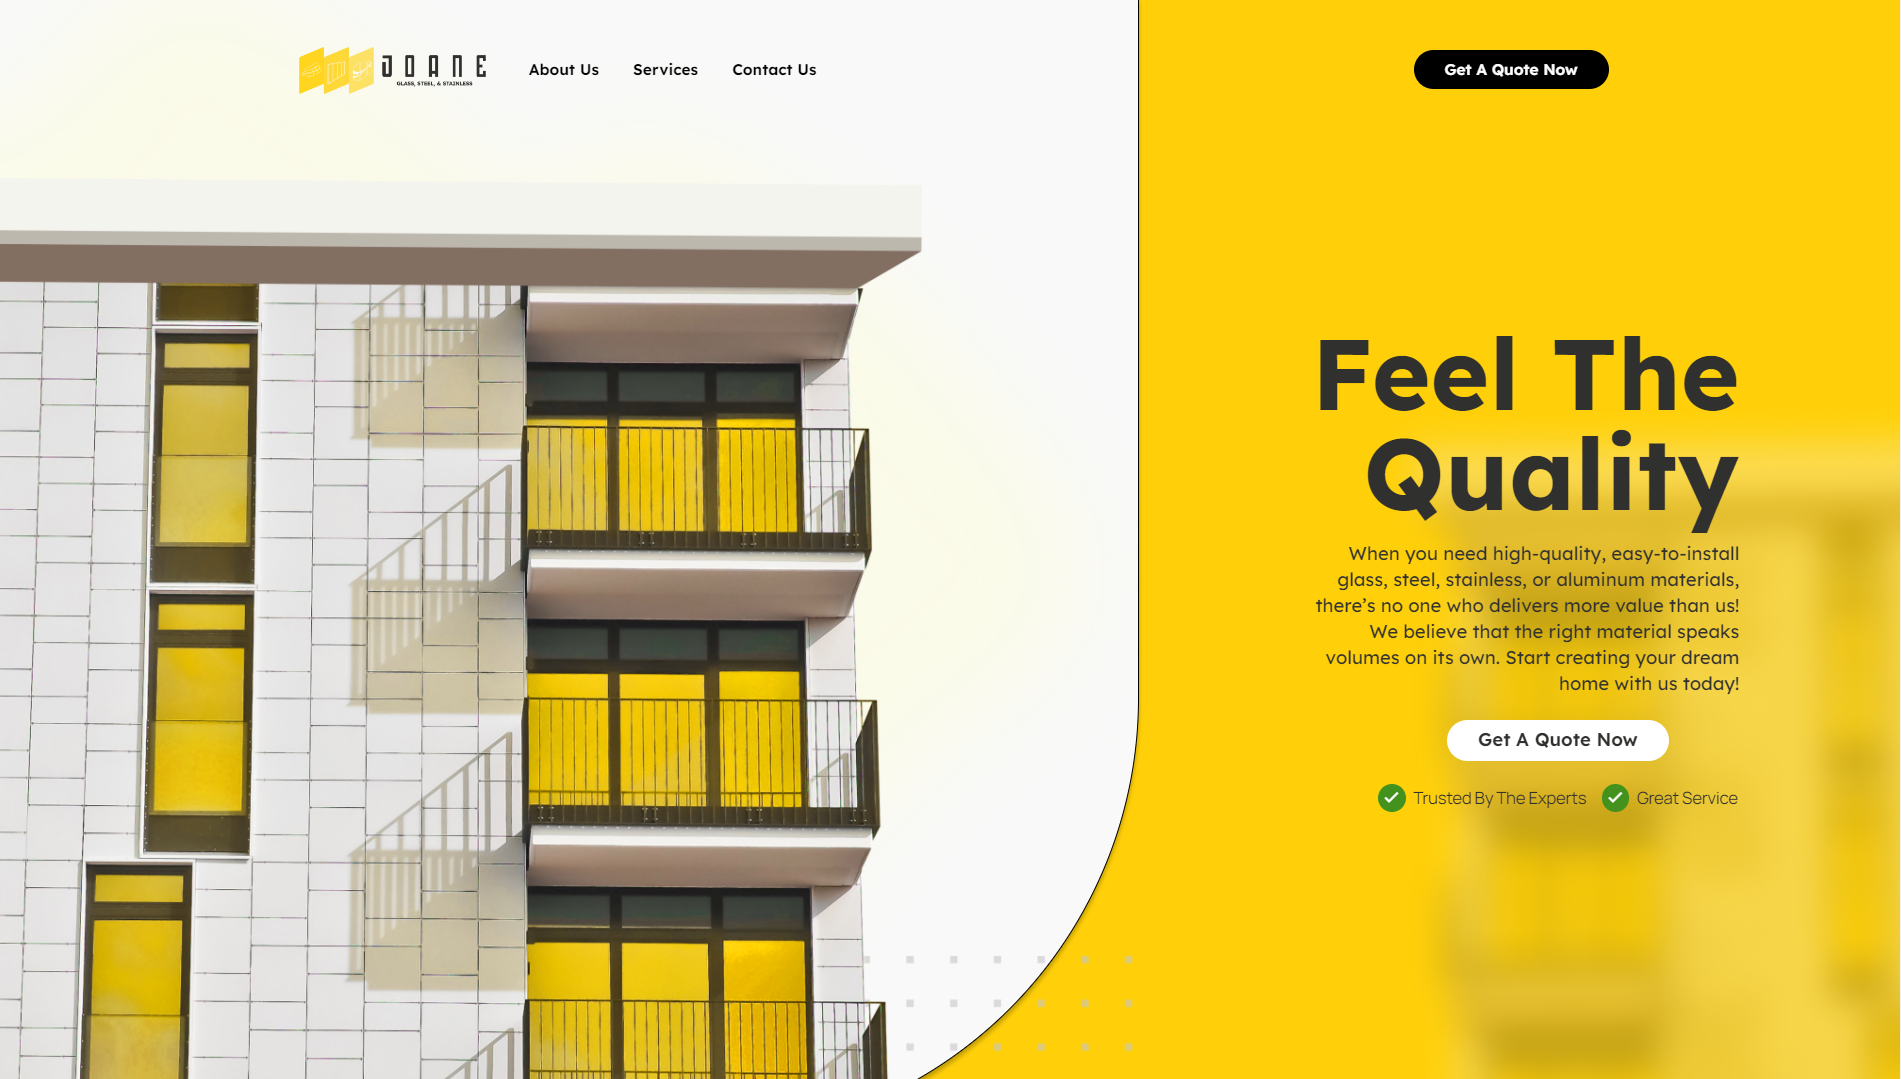 JOANE
GLASS, STEEL, & STAINLESS
About Us
Services
Contact Us
Get A Quote Now
Feel The
Quality
When you need high-quality, easy-to-install
glass, steel, stainless, or aluminum materials,
there’s no one who delivers more value than us!
We believe that the right material speaks
volumes on its own. Start creating your dream
home with us today!
Get A Quote Now
Trusted By The Experts
Great Service